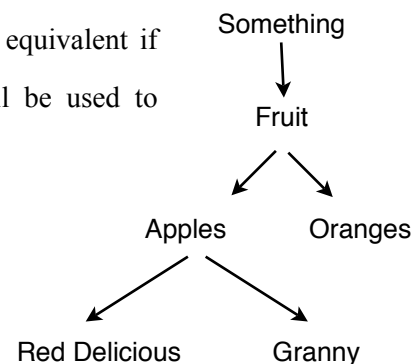 equivalent if
be used to
Something
Fruit
Apples
Oranges
Red Delicious
Granny